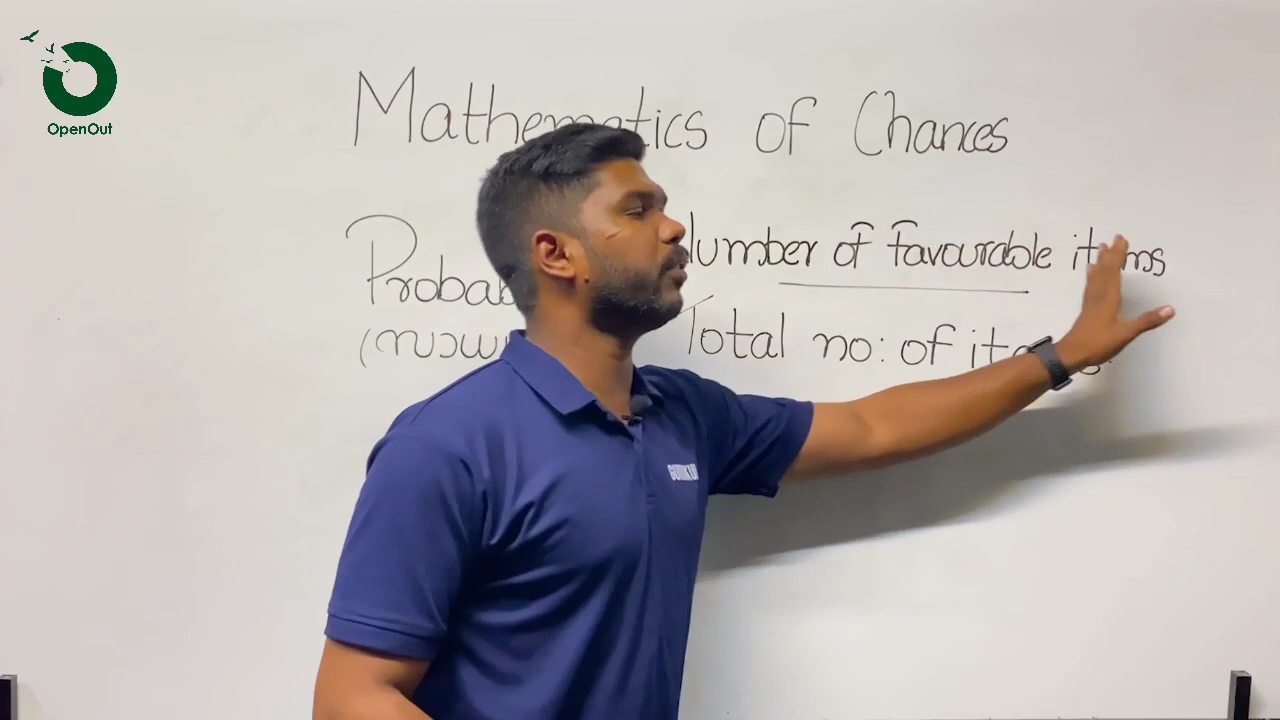 OpenOut
Mathematics of Chances
Number of favourable items
Total no: of items.